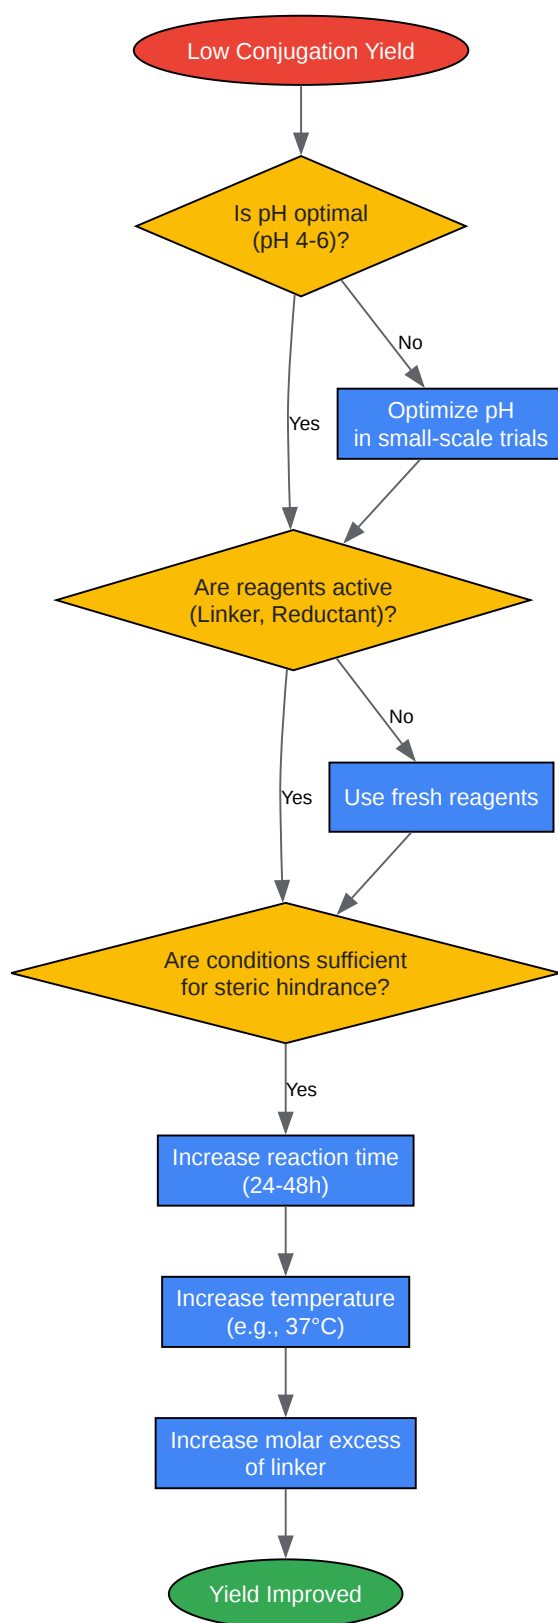 Low Conjugation Yield
Is pH optimal
(pH 4-6)?
No
Yes
Optimize pH
in small-scale trials
Are reagents active
(Linker, Reductant)?
No
Yes
Use fresh reagents
Are conditions sufficient
for steric hindrance?
Yes
Increase reaction time
(24-48h)
Increase temperature
(e.g., 37°C)
Increase molar excess
of linker
Yield Improved